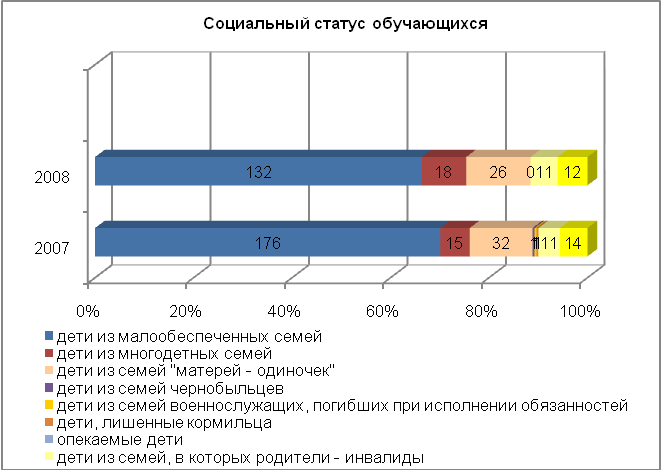 Социальный статус обучающихся
2008
132 18 26 0 11 12
2007
176 15 32 1 1 11 14
0% 20% 40% 60% 80% 100%
дети из малообеспеченных семей
дети из многодетных семей
дети из семей "матерей - одиночек"
дети из семей чернобыльцев
дети из семей военнослужащих, погибших при исполнении обязанностей
дети, лишенные кормильца
опекаемые дети
дети из семей, в которых родители - инвалиды